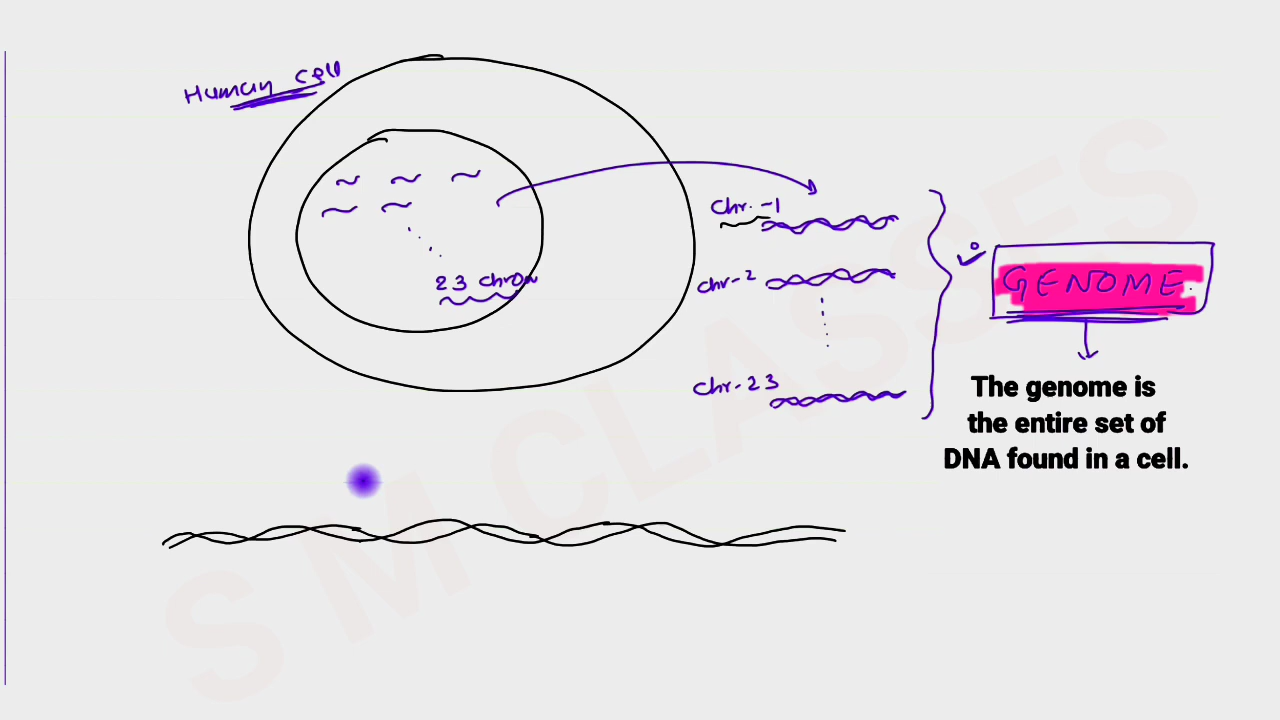 Human cell
23 chrom
chr. -1
chr-2
chr-23
GENOME
The genome is
the entire set of
DNA found in a cell.
S M CLASSES